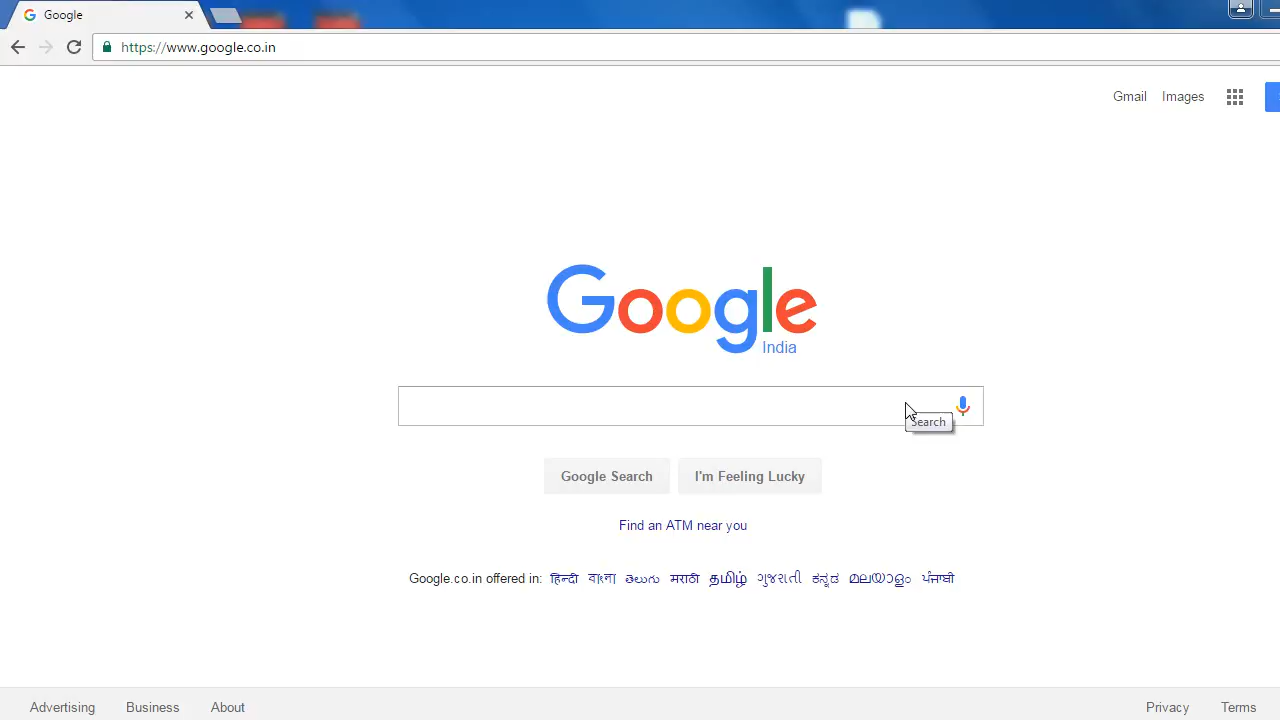 Google
https://www.google.co.in
Gmail Images
Google
India
Search
Google Search I'm Feeling Lucky
Find an ATM near you
Google.co.in offered in: हिन्दी বাংলা తెలుగు मराठी தமிழ் ગુજરાતી ಕನ್ನಡ മലയാളം ਪੰਜਾਬੀ
Advertising Business About Privacy Terms